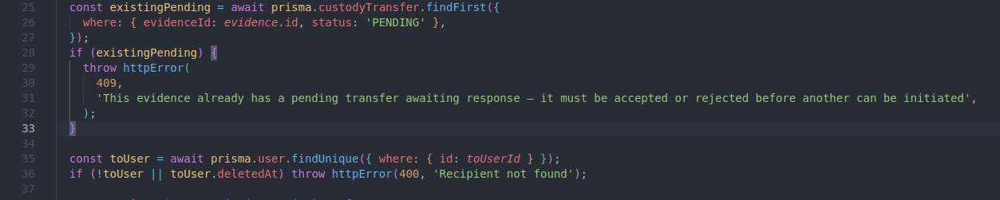 25 const existingPending = await prisma.custodyTransfer.findFirst({
26 where: { evidenceId: evidence.id, status: 'PENDING' },
27 });
28 if (existingPending) {
29 throw httpError(
30 409,
31 'This evidence already has a pending transfer awaiting response — it must be accepted or rejected before another can be initiated',
32 );
33 }
34
35 const toUser = await prisma.user.findUnique({ where: { id: toUserId } });
36 if (!toUser || toUser.deletedAt) throw httpError(400, 'Recipient not found');
37